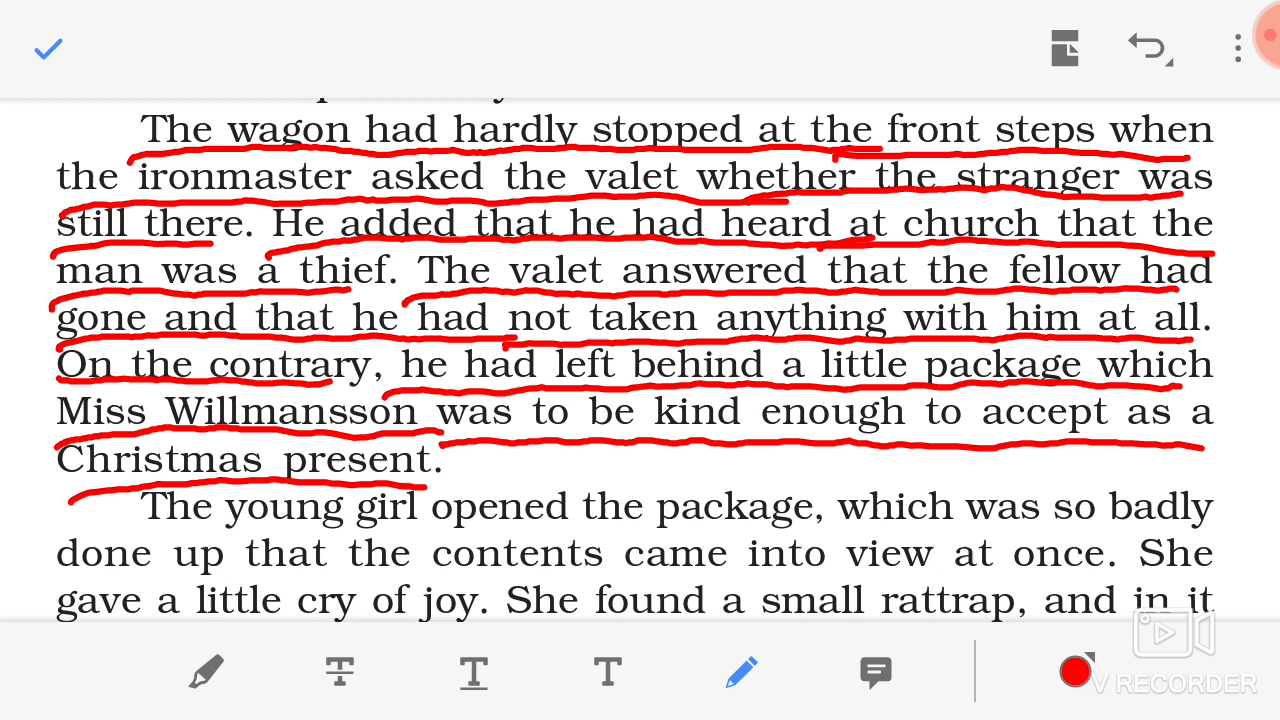 The wagon had hardly stopped at the front steps when
the ironmaster asked the valet whether the stranger was
still there. He added that he had heard at church that the
man was a thief. The valet answered that the fellow had
gone and that he had not taken anything with him at all.
On the contrary, he had left behind a little package which
Miss Willmansson was to be kind enough to accept as a
Christmas present.
The young girl opened the package, which was so badly
done up that the contents came into view at once. She
gave a little cry of joy. She found a small rattrap, and in it
T T T
V RECORDER